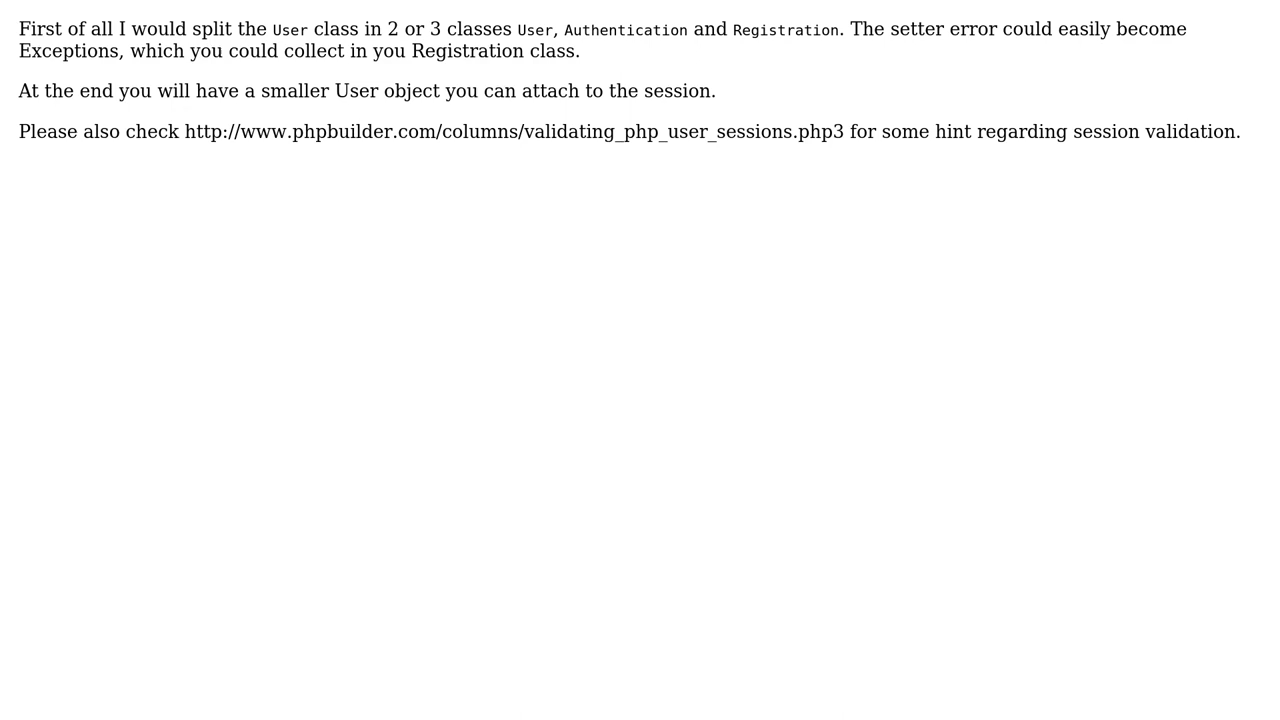 First of all I would split the User class in 2 or 3 classes User, Authentication and Registration. The setter error could easily become
Exceptions, which you could collect in you Registration class.
At the end you will have a smaller User object you can attach to the session.
Please also check http://www.phpbuilder.com/columns/validating_php_user_sessions.php3 for some hint regarding session validation.